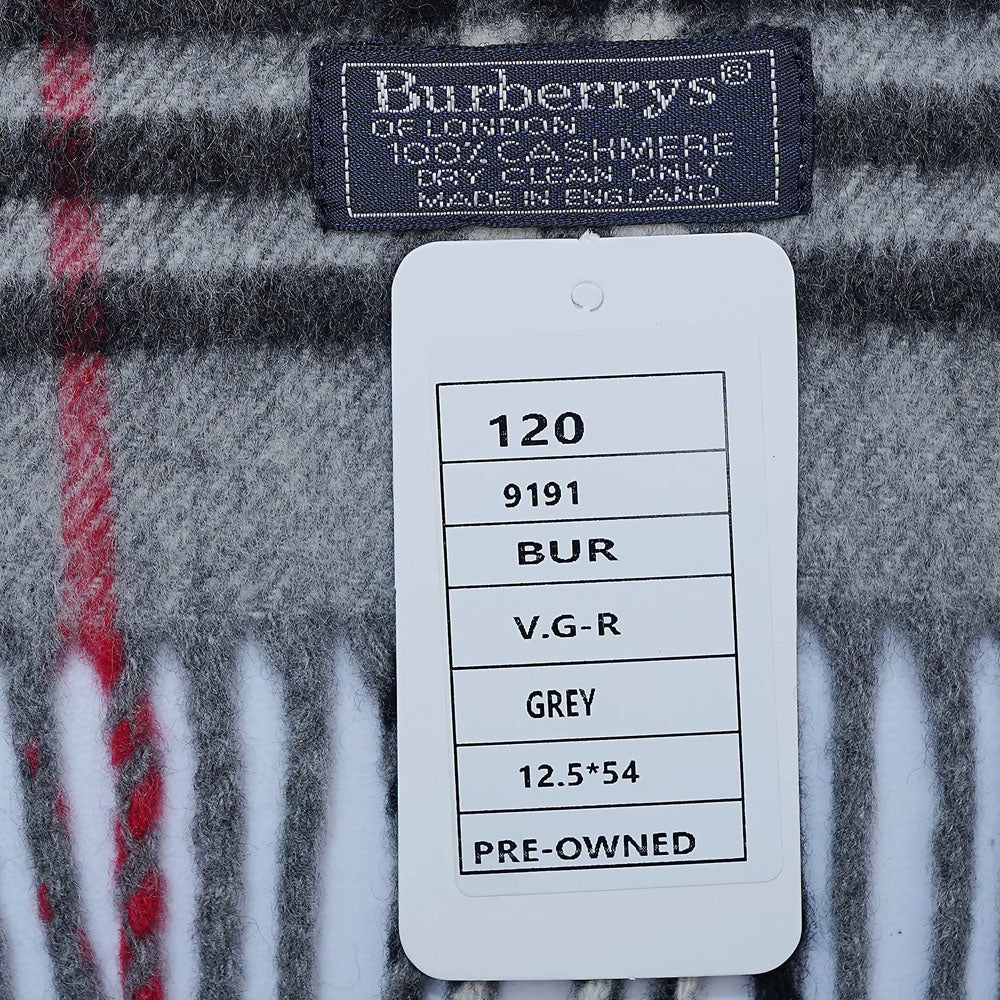 Burberrys®
OF LONDON
100% CASHMERE
DRY CLEAN ONLY
MADE IN ENGLAND
120
9191
BUR
V.G-R
GREY
12.5*54
PRE-OWNED